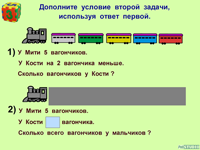 Дополните условие второй задачи,
используя ответ первой.
1) У Мити 5 вагончиков.
У Кости на 2 вагончика меньше.
Сколько вагончиков у Кости ?
2) У Мити 5 вагончиков.
У Кости вагончика.
Сколько всего вагончиков у мальчиков ?